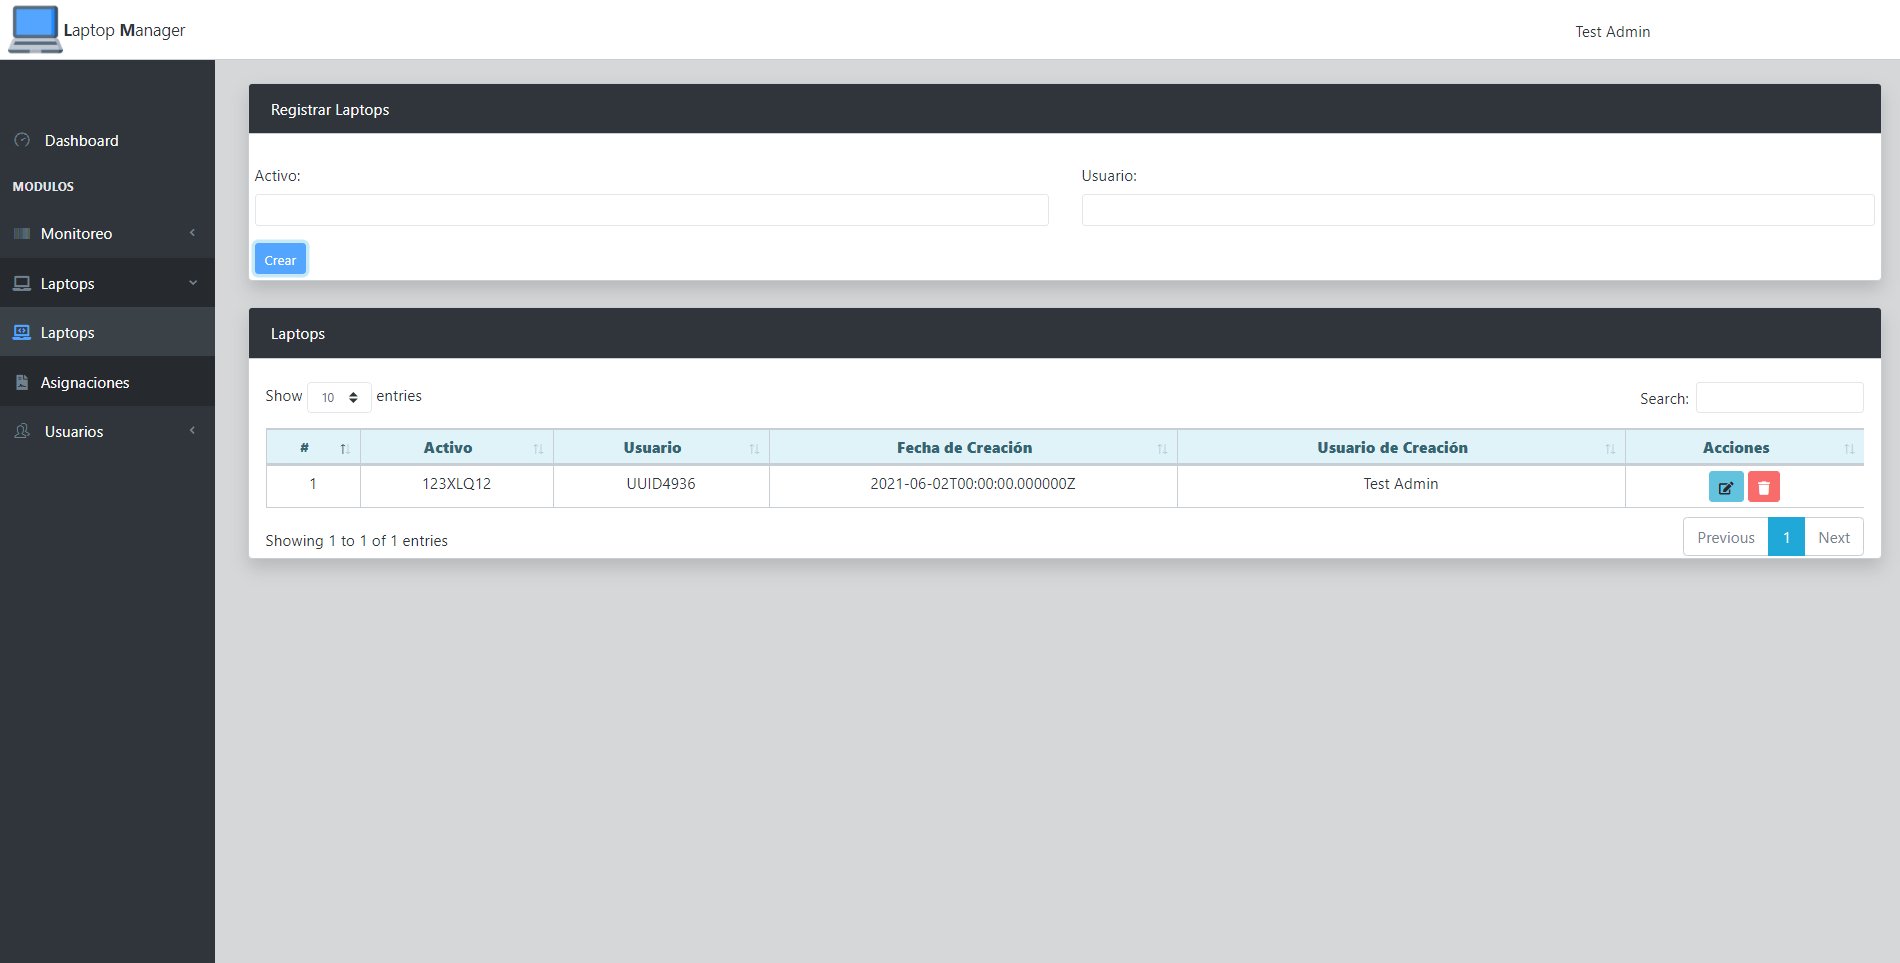 Laptop Manager
Test Admin
Dashboard
MODULOS
Monitoreo
Laptops
Laptops
Asignaciones
Usuarios
Registrar Laptops
Activo:
Usuario:
Crear
Laptops
Show 10 entries
Search:
# Activo Usuario Fecha de Creación Usuario de Creación Acciones
1 123XLQ12 UUID4936 2021-06-02T00:00:00.000000Z Test Admin
Showing 1 to 1 of 1 entries
Previous 1 Next